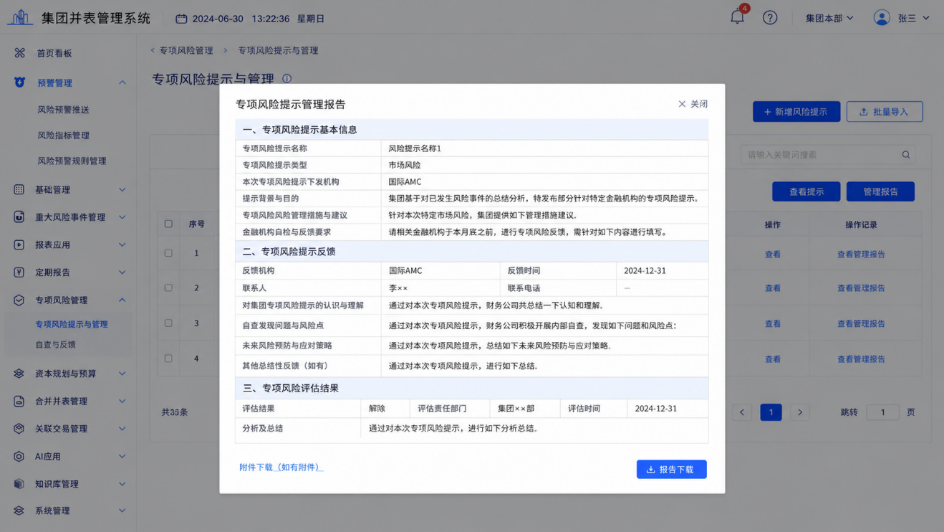 集团并表管理系统 2024-06-30 13:22:36 星期日 4 集团本部 张三
首页看板
预警管理
风险预警推送
风险指标管理
风险预警规则管理
基础管理
重大风险事件管理
报表应用
定期报告
专项风险管理
专项风险提示与管理
自查与反馈
资本规划与预算
合并并表管理
关联交易管理
AI应用
知识库管理
系统管理
专项风险管理 > 专项风险提示与管理
专项风险提示与管理
+ 新增风险提示 批量导入
请输入关键词搜索
查看提示 管理报告
序号 操作 操作记录
1 查看 查看管理报告
2 查看 查看管理报告
3 查看 查看管理报告
4 查看 查看管理报告
共33条 < 1 > 跳转 1 页
专项风险提示管理报告 × 关闭
一、专项风险提示基本信息
专项风险提示名称 风险提示名称1
专项风险提示类型 市场风险
本次专项风险提示下发机构 国际AMC
提示背景与目的 集团基于对已发生风险事件的总结分析，特发布部分针对特定金融机构的专项风险提示。
专项风险风险管理措施与建议 针对本次特定市场风险，集团提供如下管理措施建议。
金融机构自检与反馈要求 请相关金融机构于本月底之前，进行专项风险反馈，需针对如下内容进行填写。
二、专项风险提示反馈
反馈机构 国际AMC 反馈时间 2024-12-31
联系人 李×× 联系电话 —
对集团专项风险提示的认识与理解 通过对本次专项风险提示，财务公司共总结一下认知和理解。
自查发现问题与风险点 通过对本次专项风险提示，财务公司积极开展内部自查，发现如下问题和风险点：
未来风险预防与应对策略 通过对本次专项风险提示，总结如下未来风险预防与应对策略。
其他总结性反馈（如有） 通过对本次专项风险提示，进行如下总结。
三、专项风险评估结果
评估结果 解除 评估责任部门 集团××部 评估时间 2024-12-31
分析及总结 通过对本次专项风险提示，进行如下分析总结。
附件下载（如有附件） 报告下载